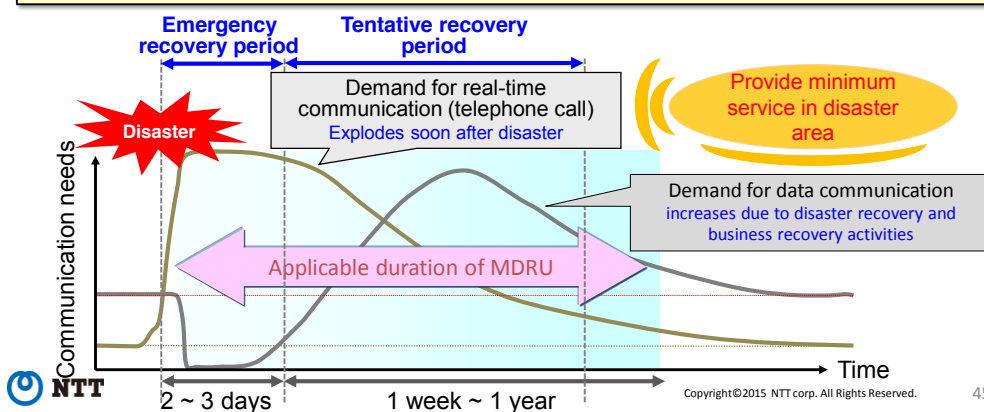 Emergency
recovery period
Tentative recovery
period
Demand for real-time
communication (telephone call)
Explodes soon after disaster
Provide minimum
service in disaster
area
Disaster
Demand for data communication
increases due to disaster recovery and
business recovery activities
Communication needs
Applicable duration of MDRU
Time
NTT
2 ~ 3 days
1 week ~ 1 year
Copyright©2015 NTT corp. All Rights Reserved.
45